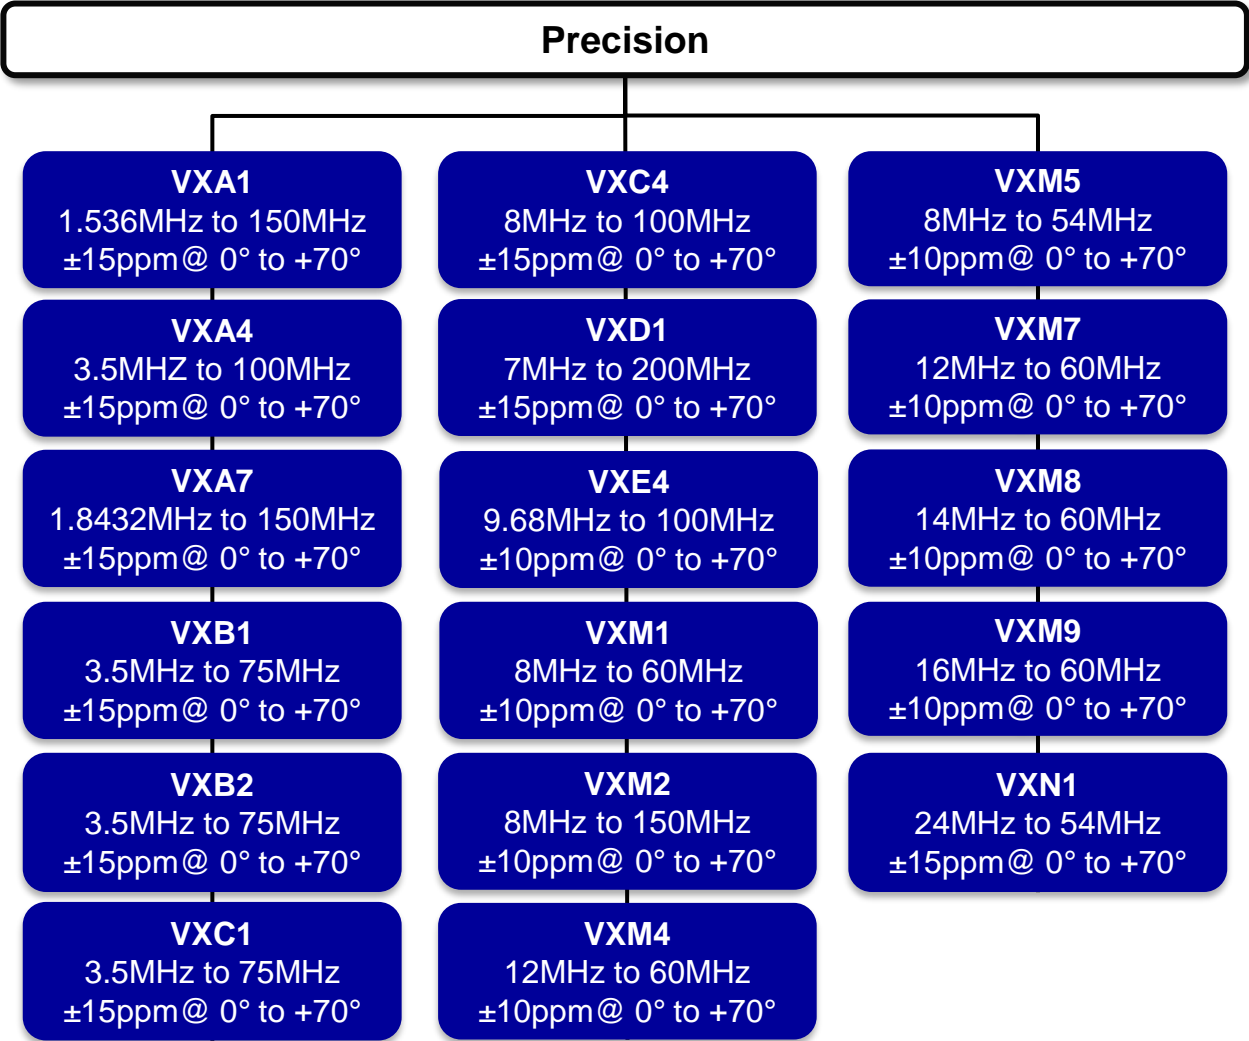 Precision
VXA1
1.536MHz to 150MHz
±15ppm@ 0° to +70°
VXA4
3.5MHZ to 100MHz
±15ppm@ 0° to +70°
VXA7
1.8432MHz to 150MHz
±15ppm@ 0° to +70°
VXB1
3.5MHz to 75MHz
±15ppm@ 0° to +70°
VXB2
3.5MHz to 75MHz
±15ppm@ 0° to +70°
VXC1
3.5MHz to 75MHz
±15ppm@ 0° to +70°
VXC4
8MHz to 100MHz
±15ppm@ 0° to +70°
VXD1
7MHz to 200MHz
±15ppm@ 0° to +70°
VXE4
9.68MHz to 100MHz
±10ppm@ 0° to +70°
VXM1
8MHz to 60MHz
±10ppm@ 0° to +70°
VXM2
8MHz to 150MHz
±10ppm@ 0° to +70°
VXM4
12MHz to 60MHz
±10ppm@ 0° to +70°
VXM5
8MHz to 54MHz
±10ppm@ 0° to +70°
VXM7
12MHz to 60MHz
±10ppm@ 0° to +70°
VXM8
14MHz to 60MHz
±10ppm@ 0° to +70°
VXM9
16MHz to 60MHz
±10ppm@ 0° to +70°
VXN1
24MHz to 54MHz
±15ppm@ 0° to +70°